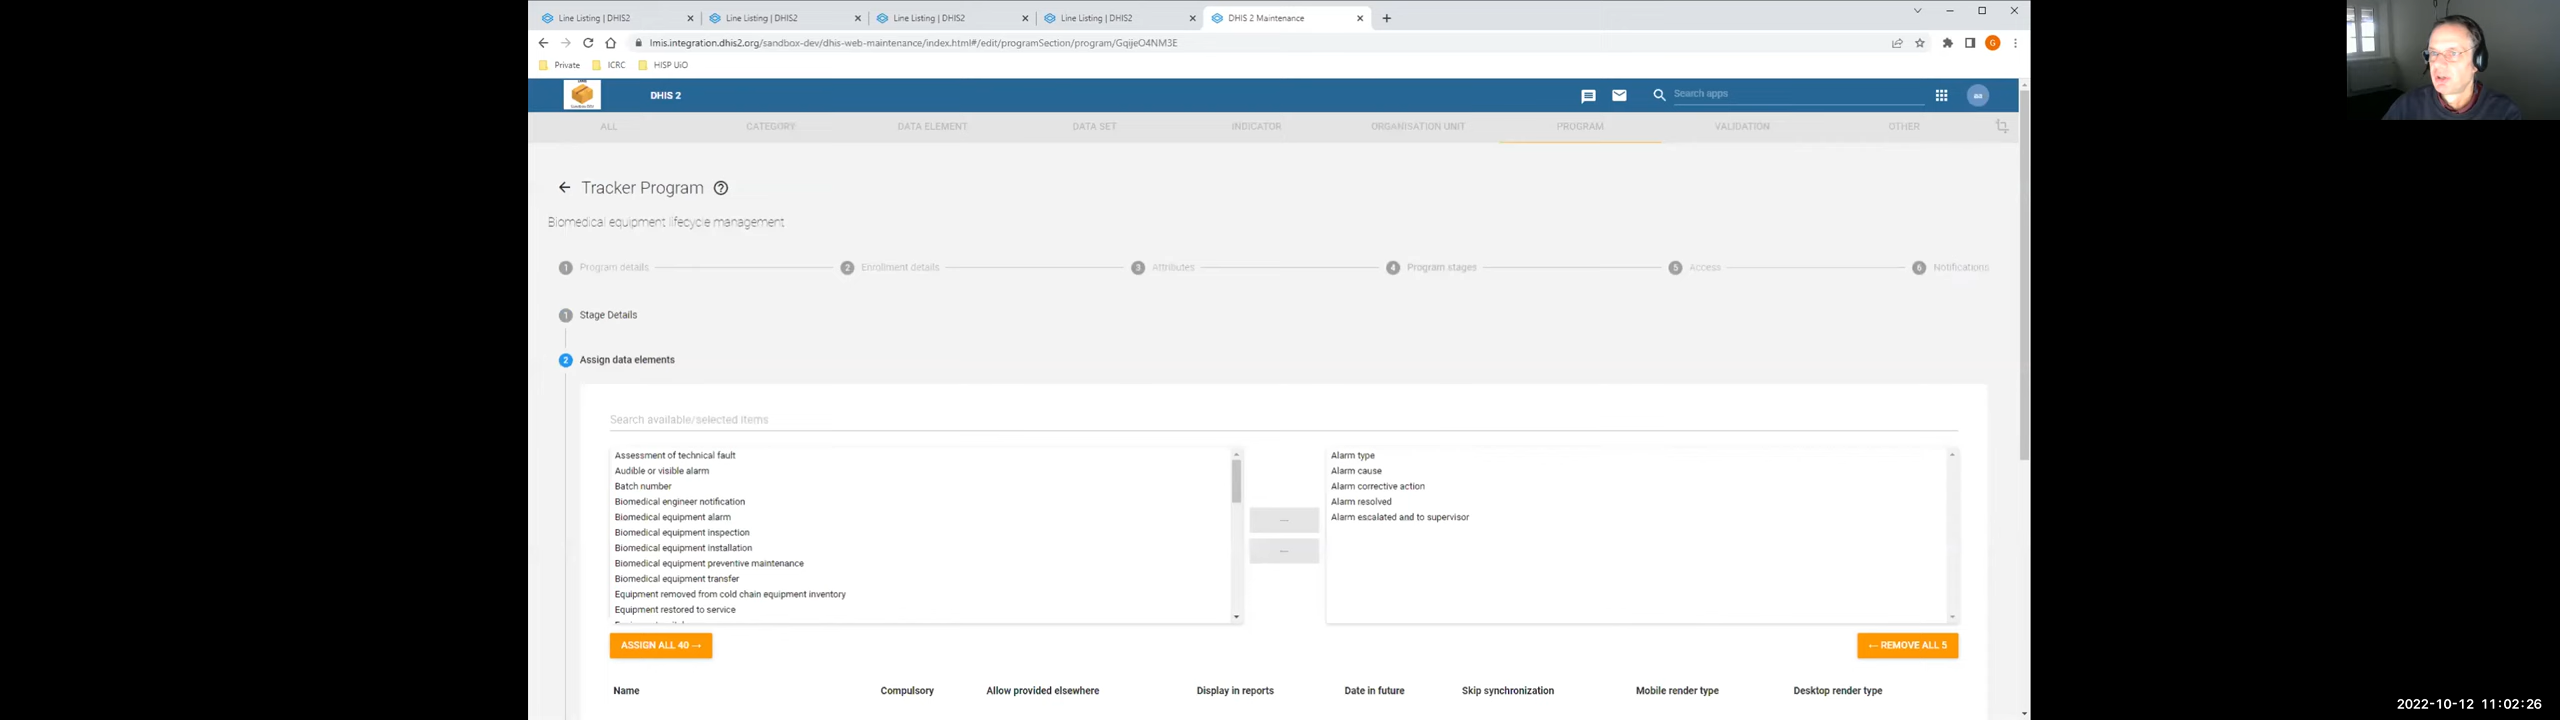 Line Listing | DHIS2
Line Listing | DHIS2
Line Listing | DHIS2
Line Listing | DHIS2
DHIS 2 Maintenance
lmis.integration.dhis2.org/sandbox-dev/dhis-web-maintenance/index.html#/edit/programSection/program/GqijeO4NM3E
G
Private
ICRC
HISP UiO
DHIS 2
Search apps
aa
ALL
CATEGORY
DATA ELEMENT
DATA SET
INDICATOR
ORGANISATION UNIT
PROGRAM
VALIDATION
OTHER
Tracker Program
Biomedical equipment lifecycle management
1 Program details
2 Enrollment details
3 Attributes
4 Program stages
5 Access
6 Notifications
1 Stage Details
2 Assign data elements
Search available/selected items
Assessment of technical fault
Audible or visible alarm
Batch number
Biomedical engineer notification
Biomedical equipment alarm
Biomedical equipment inspection
Biomedical equipment installation
Biomedical equipment preventive maintenance
Biomedical equipment transfer
Equipment removed from cold chain equipment inventory
Equipment restored to service
Alarm type
Alarm cause
Alarm corrective action
Alarm resolved
Alarm escalated and to supervisor
ASSIGN ALL 40 →
← REMOVE ALL 5
Name
Compulsory
Allow provided elsewhere
Display in reports
Date in future
Skip synchronization
Mobile render type
Desktop render type
2022-10-12 11:02:26